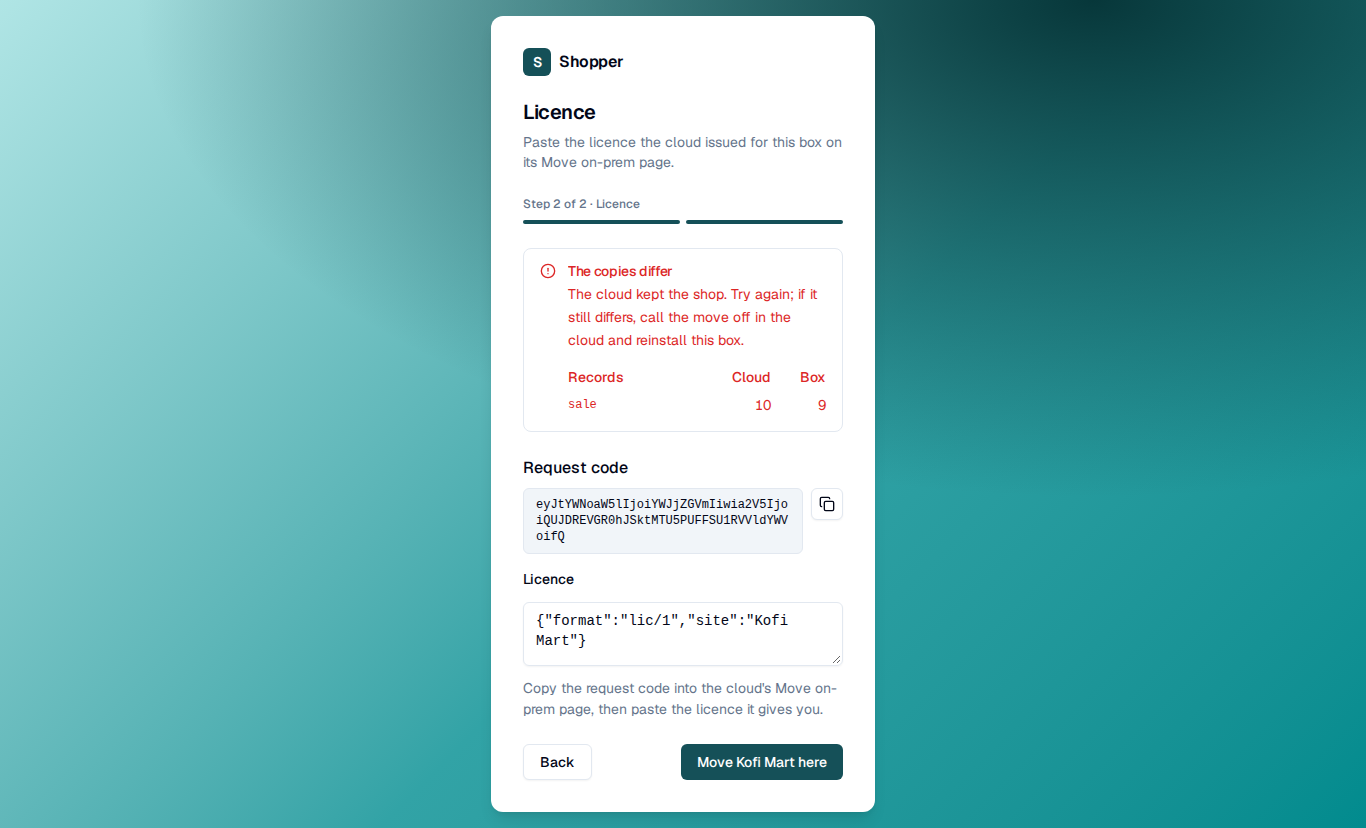 S Shopper
Licence
Paste the licence the cloud issued for this box on
its Move on-prem page.
Step 2 of 2 · Licence
The copies differ
The cloud kept the shop. Try again; if it
still differs, call the move off in the
cloud and reinstall this box.
Records Cloud Box
sale 10 9
Request code
eyJtYWNoaW5lIjoiYWJjZGVmIiwia2V5Ijo
iQUJDREVGR0hJSktMTU5PUFFSU1RVVldYWV
oifQ
Licence
{"format":"lic/1","site":"Kofi
Mart"}
Copy the request code into the cloud's Move on-
prem page, then paste the licence it gives you.
Back Move Kofi Mart here